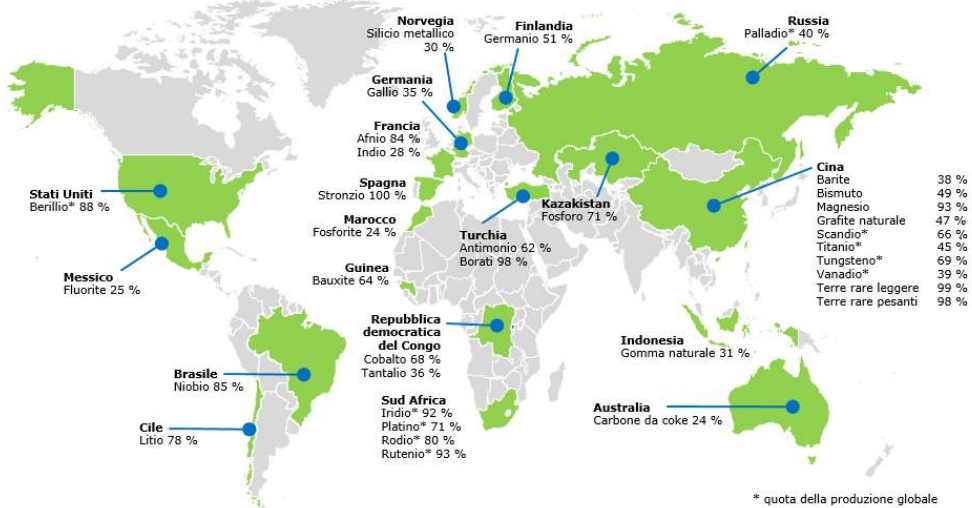 Norvegia
Silicio metallico
30 %
Finlandia
Germanio 51 %
Russia
Palladio* 40 %
Germania
Gallio 35 %
Francia
Afnio 84 %
Indio 28 %
Spagna
Stronzio 100 %
Marocco
Fosforite 24 %
Guinea
Bauxite 64 %
Stati Uniti
Berillio* 88 %
Messico
Fluorite 25 %
Turchia
Antimonio 62 %
Borati 98 %
Kazakistan
Fosforo 71 %
Cina
Barite 38 %
Bismuto 49 %
Magnesio 93 %
Grafite naturale 47 %
Scandio* 66 %
Titanio* 45 %
Tungsteno* 69 %
Vanadio* 39 %
Terre rare leggere 99 %
Terre rare pesanti 98 %
Repubblica
democratica
del Congo
Cobalto 68 %
Tantalio 36 %
Indonesia
Gomma naturale 31 %
Brasile
Niobio 85 %
Cile
Litio 78 %
Sud Africa
Iridio* 92 %
Platino* 71 %
Rodio* 80 %
Rutenio* 93 %
Australia
Carbone da coke 24 %
* quota della produzione globale